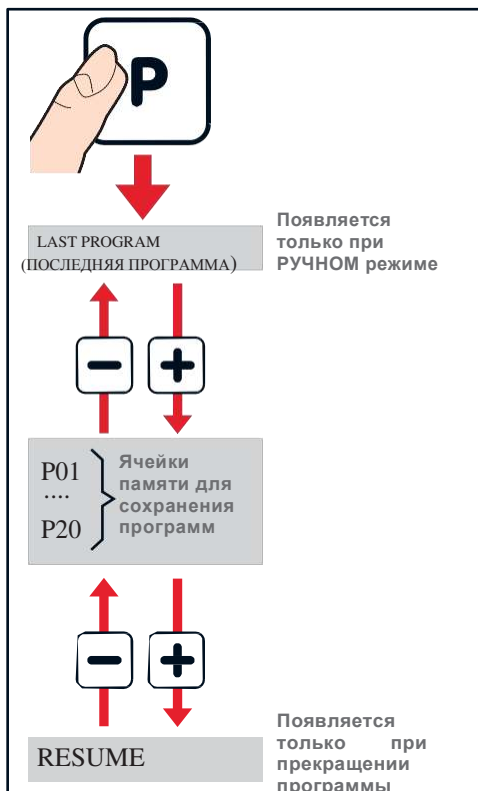 P
LAST PROGRAM
(ПОСЛЕДНЯЯ ПРОГРАММА)
Появляется
только при
РУЧНОМ режиме
P01
....
P20
Ячейки
памяти для
сохранения
программ
RESUME
Появляется
только при
прекращении
программы